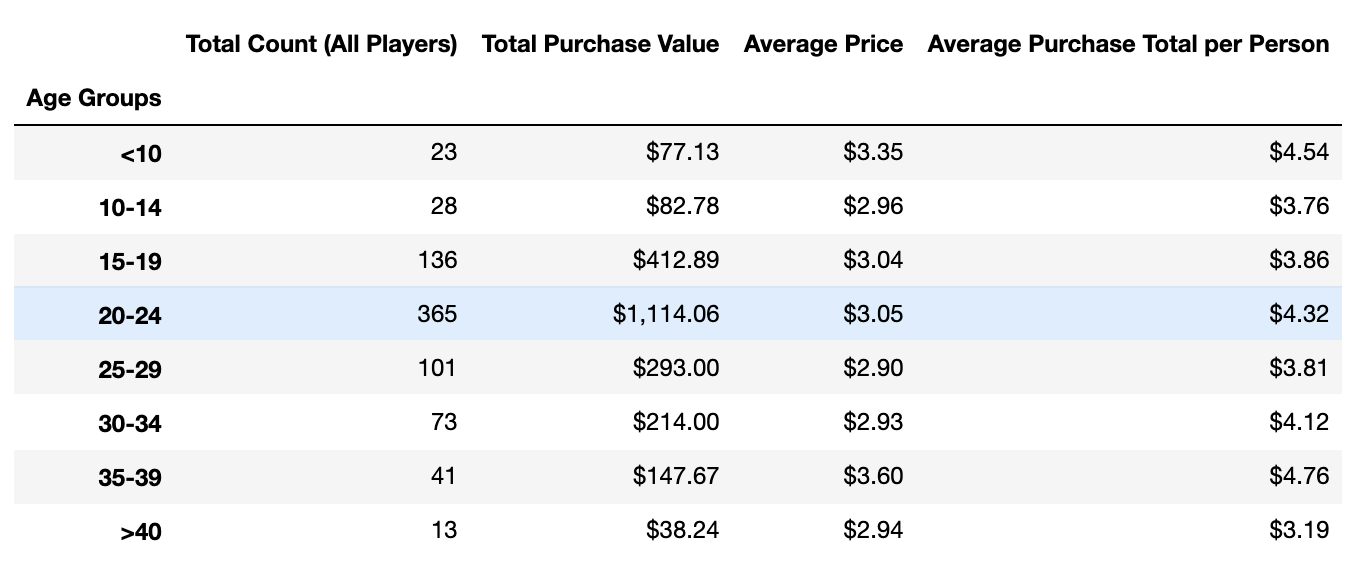 Total Count (All Players) Total Purchase Value Average Price Average Purchase Total per Person
Age Groups
<10 23 $77.13 $3.35 $4.54
10-14 28 $82.78 $2.96 $3.76
15-19 136 $412.89 $3.04 $3.86
20-24 365 $1,114.06 $3.05 $4.32
25-29 101 $293.00 $2.90 $3.81
30-34 73 $214.00 $2.93 $4.12
35-39 41 $147.67 $3.60 $4.76
>40 13 $38.24 $2.94 $3.19